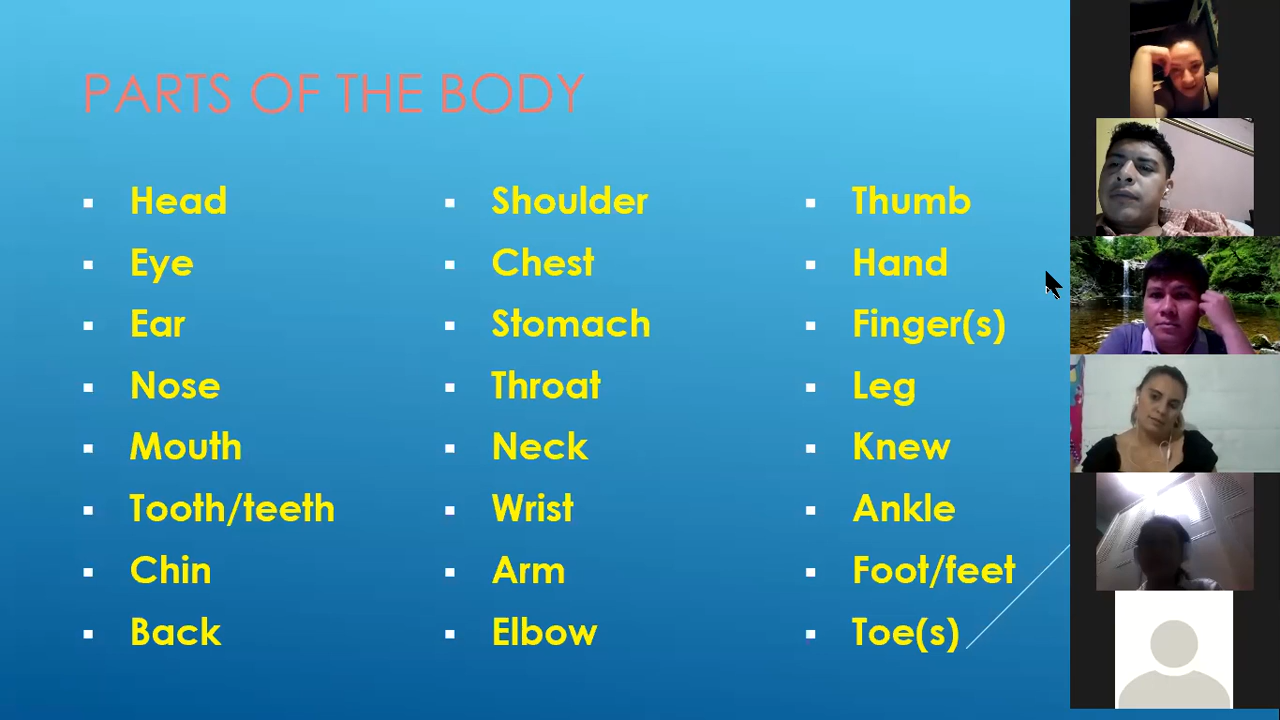 PARTS OF THE BODY
Head
Eye
Ear
Nose
Mouth
Tooth/teeth
Chin
Back
Shoulder
Chest
Stomach
Throat
Neck
Wrist
Arm
Elbow
Thumb
Hand
Finger(s)
Leg
Knew
Ankle
Foot/feet
Toe(s)